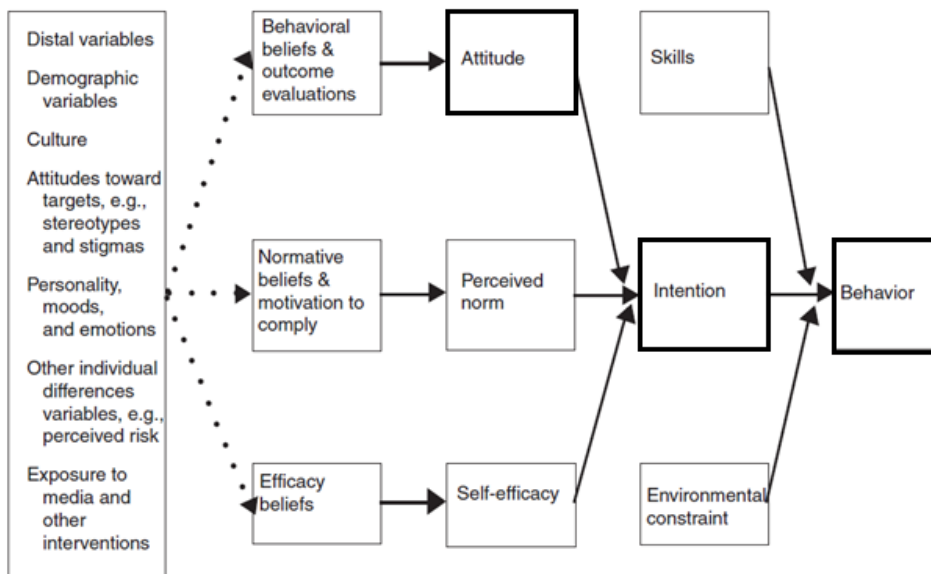 Distal variables
Demographic
variables
Culture
Attitudes toward
targets, e.g.,
stereotypes
and stigmas
Personality,
moods,
and emotions
Other individual
differences
variables, e.g.,
perceived risk
Exposure to
media and
other
interventions
Behavioral
beliefs &
outcome
evaluations
Attitude
Skills
Normative
beliefs &
motivation to
comply
Perceived
norm
Intention
Behavior
Efficacy
beliefs
Self-efficacy
Environmental
constraint